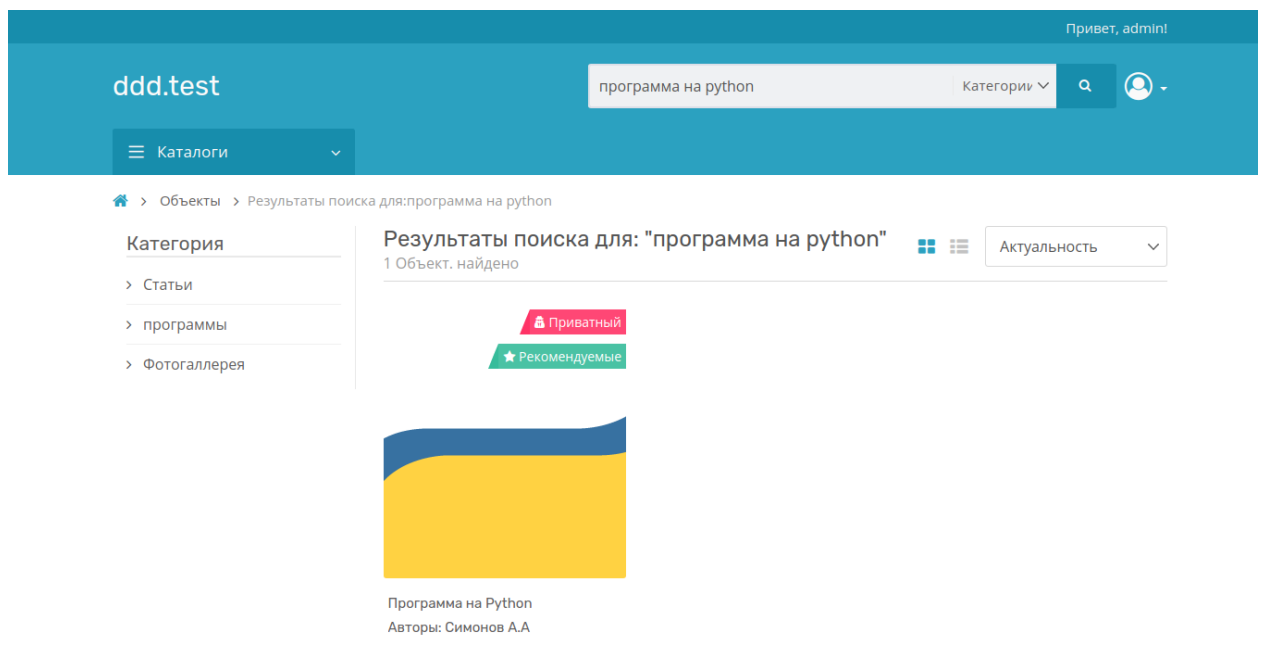 Привет, admin!
ddd.test
программа на python
Категории
Каталоги
Объекты
Результаты поиска для:программа на python
Категория
Статьи
программы
Фотогаллерея
Результаты поиска для: "программа на python"
1 Объект. найдено
Актуальность
Приватный
Рекомендуемые
Программа на Python
Авторы: Симонов А.А